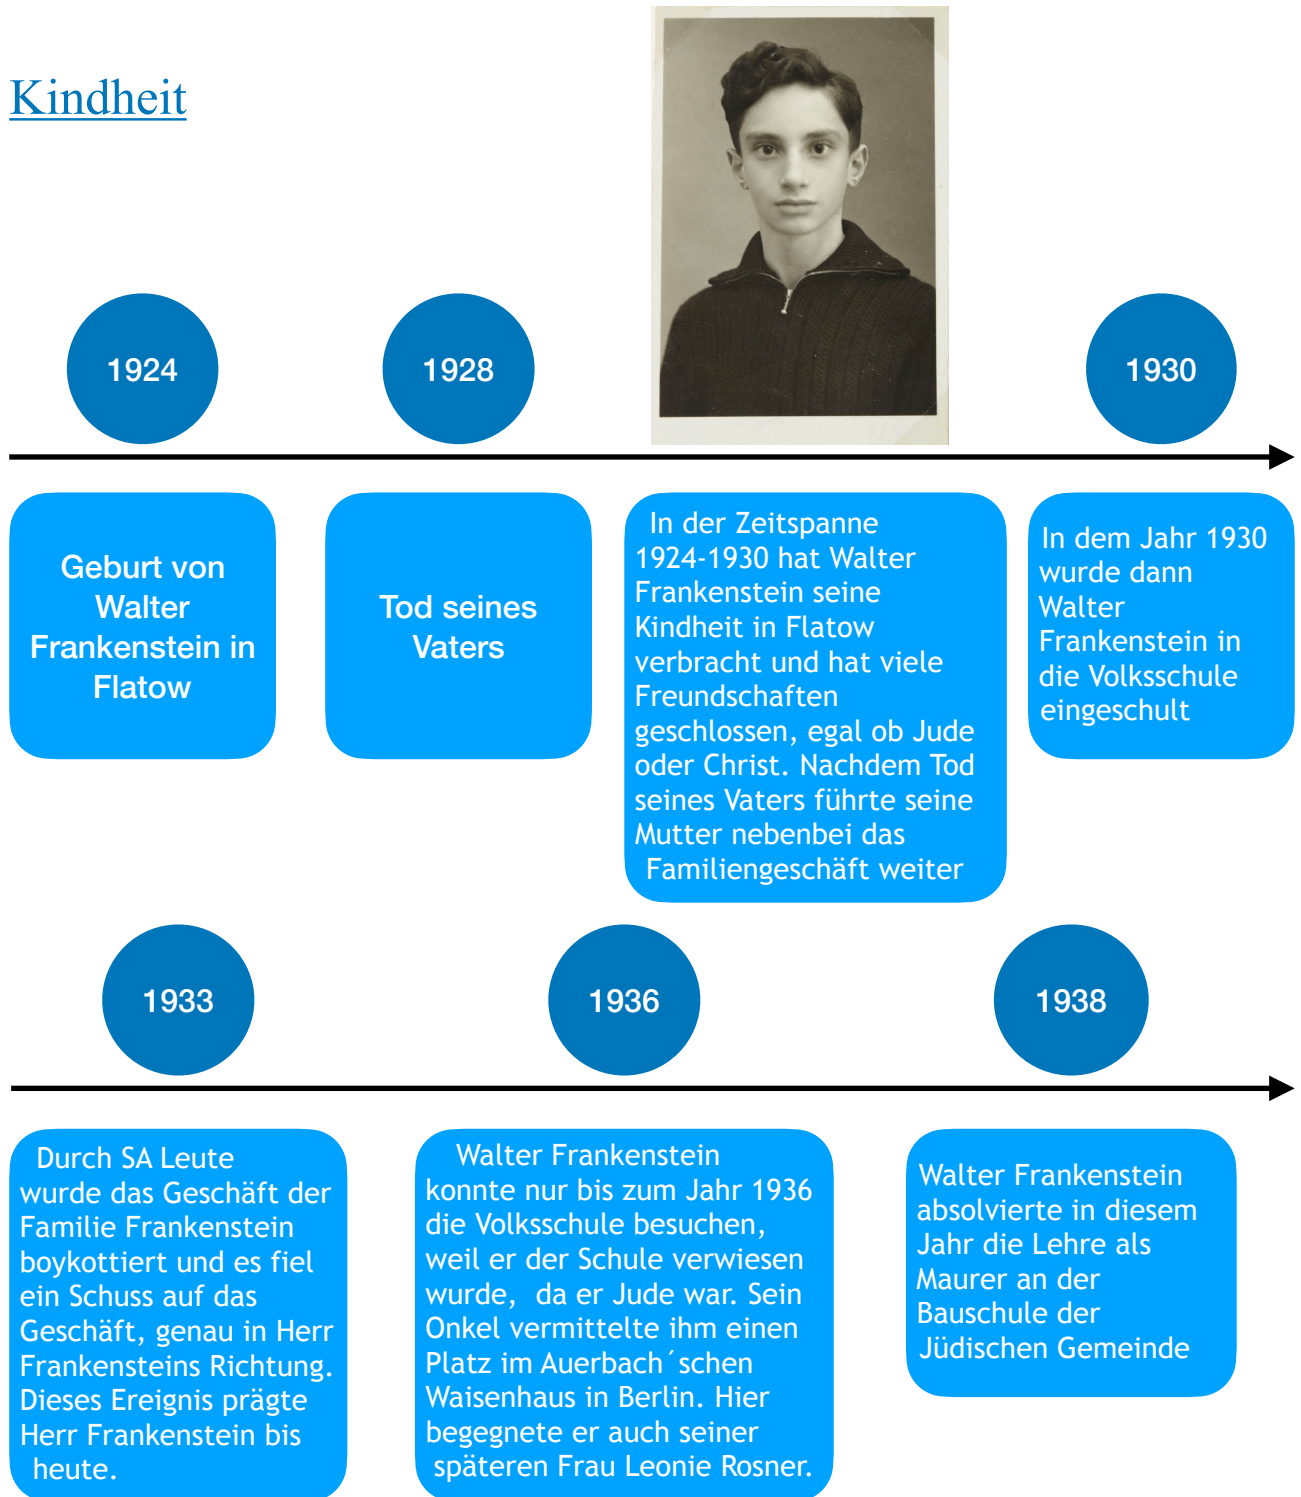 Kindheit
1924
1928
1930
Geburt von
Walter
Frankenstein in
Flatow
Tod seines
Vaters
In der Zeitspanne
1924-1930 hat Walter
Frankenstein seine
Kindheit in Flatow
verbracht und hat viele
Freundschaften
geschlossen, egal ob Jude
oder Christ. Nachdem Tod
seines Vaters führte seine
Mutter nebenbei das
Familiengeschäft weiter
In dem Jahr 1930
wurde dann
Walter
Frankenstein in
die Volksschule
eingeschult
1933
1936
1938
Durch SA Leute
wurde das Geschäft der
Familie Frankenstein
boykottiert und es fiel
ein Schuss auf das
Geschäft, genau in Herr
Frankensteins Richtung.
Dieses Ereignis prägte
Herr Frankenstein bis
heute.
Walter Frankenstein
konnte nur bis zum Jahr 1936
die Volksschule besuchen,
weil er der Schule verwiesen
wurde,  da er Jude war. Sein
Onkel vermittelte ihm einen
Platz im Auerbach´schen
Waisenhaus in Berlin. Hier
begegnete er auch seiner
späteren Frau Leonie Rosner.
Walter Frankenstein
absolvierte in diesem
Jahr die Lehre als
Maurer an der
Bauschule der
Jüdischen Gemeinde